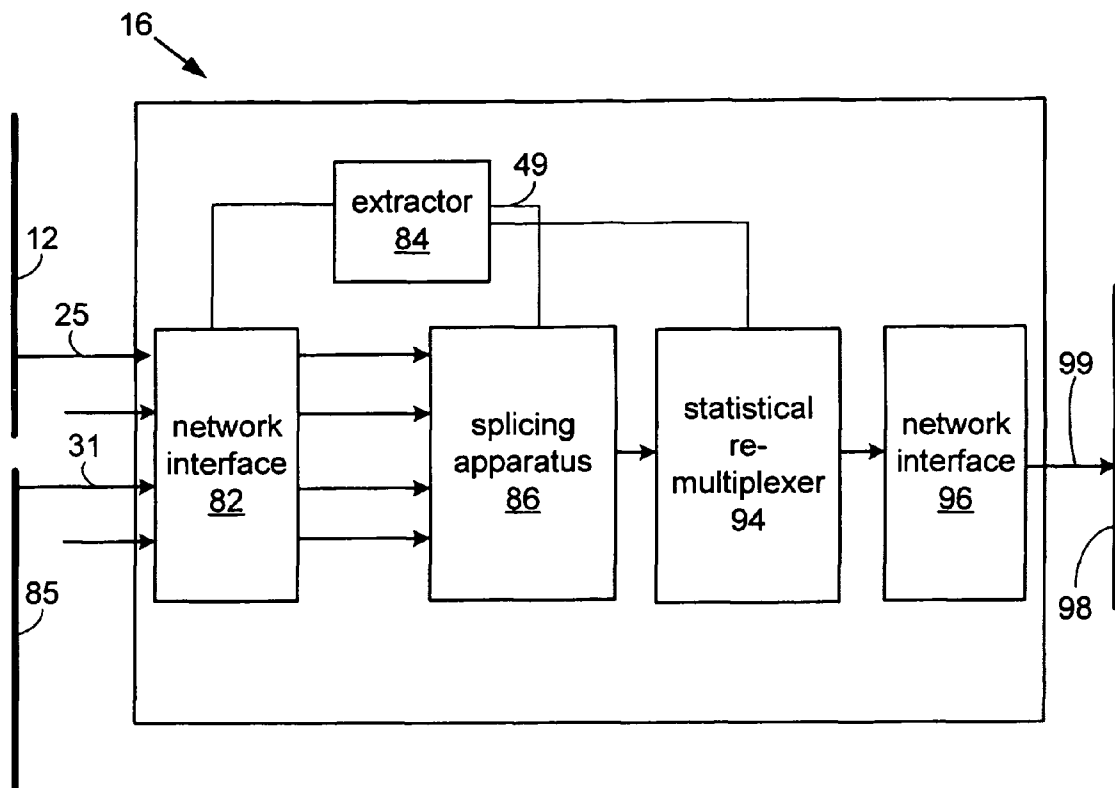 16
12
25
31
85
extractor
84
49
network
interface
82
splicing
apparatus
86
statistical
re-
multiplexer
94
network
interface
96
99
98